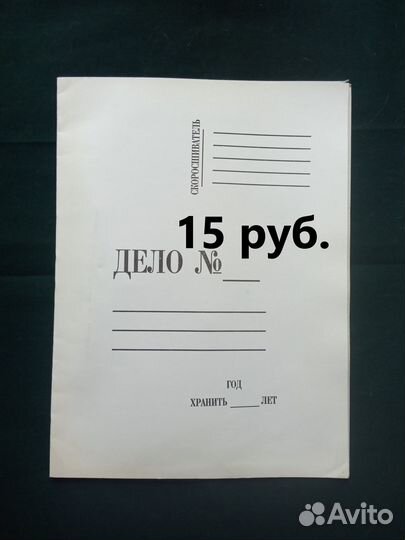 СКОРОСШИВАТЕЛЬ
15 руб.
ДЕЛО №
ГОД
ХРАНИТЬ ЛЕТ
Avito